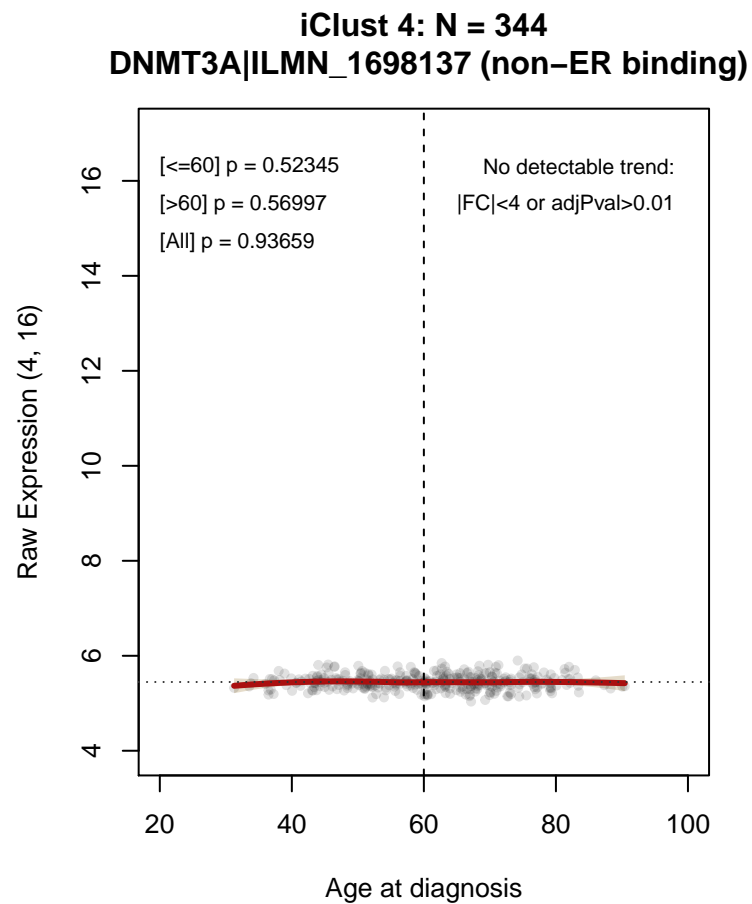 iClust 4: N = 344
DNMT3A|ILMN_1698137 (non−ER binding)
[<=60] p = 0.52345
[>60] p = 0.56997
[All] p = 0.93659
No detectable trend:
|FC|<4 or adjPval>0.01
Raw Expression (4, 16)
16
14
12
10
8
6
4
20 40 60 80 100
Age at diagnosis